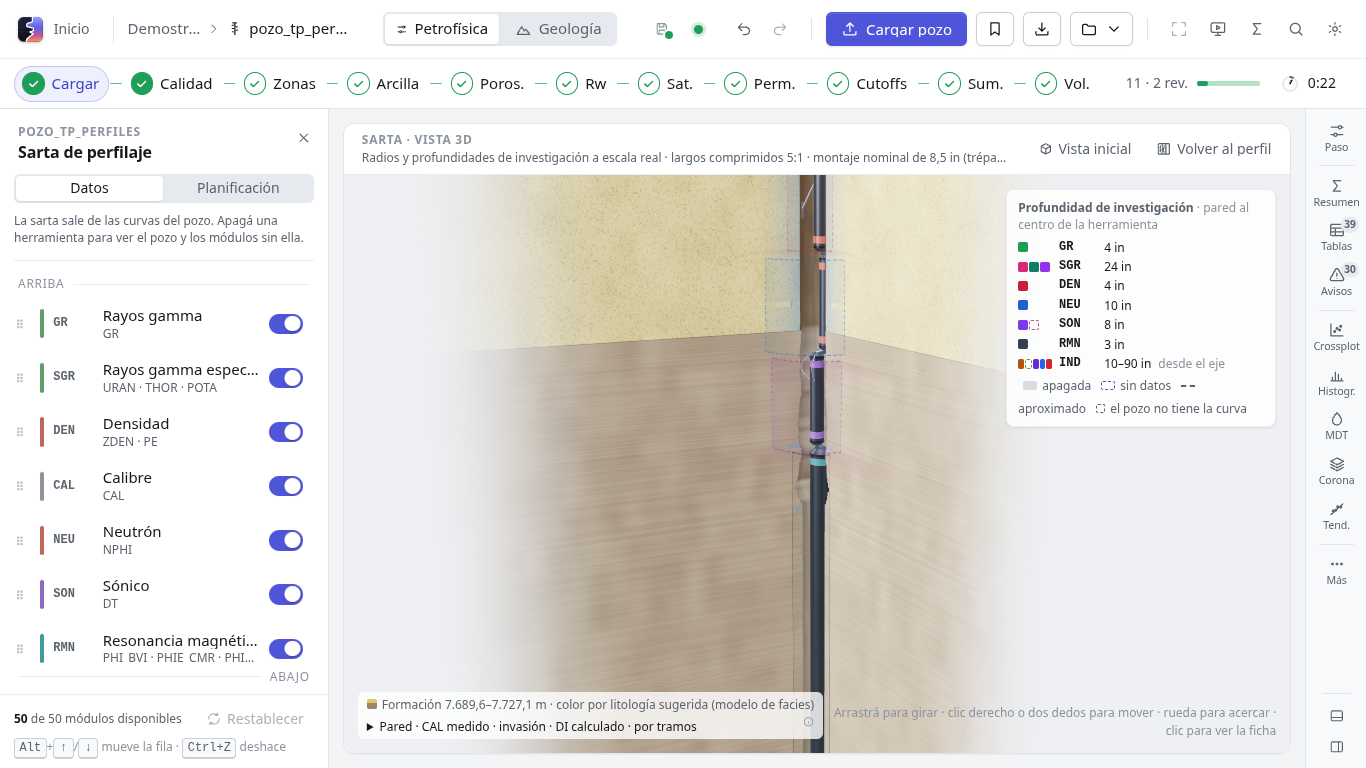 Inicio
Demostr...
pozo_tp_per...
Petrofísica
Geología
Cargar pozo
Cargar
Calidad
Zonas
Arcilla
Poros.
Rw
Sat.
Perm.
Cutoffs
Sum.
Vol.
11 · 2 rev.
0:22
POZO_TP_PERFILES
Sarta de perfilaje
Datos
Planificación
La sarta sale de las curvas del pozo. Apagá una
herramienta para ver el pozo y los módulos sin ella.
ARRIBA
GR Rayos gamma
GR
SGR Rayos gamma espec...
URAN · THOR · POTA
DEN Densidad
ZDEN · PE
CAL Calibre
CAL
NEU Neutrón
NPHI
SON Sónico
DT
RMN Resonancia magnéti...
PHI_BVI · PHIE_CMR · PHI...
ABAJO
50 de 50 módulos disponibles
Restablecer
Alt + ↑ / ↓ mueve la fila · Ctrl+Z deshace
SARTA · VISTA 3D
Radios y profundidades de investigación a escala real · largos comprimidos 5:1 · montaje nominal de 8,5 in (trépa...
Vista inicial
Volver al perfil
Profundidad de investigación · pared al
centro de la herramienta
GR 4 in
SGR 24 in
DEN 4 in
NEU 10 in
SON 8 in
RMN 3 in
IND 10–90 in desde el eje
apagada sin datos
aproximado el pozo no tiene la curva
Formación 7.689,6–7.727,1 m · color por litología sugerida (modelo de facies)
Pared · CAL medido · invasión · DI calculado · por tramos
Arrastrá para girar · clic derecho o dos dedos para mover · rueda para acercar ·
clic para ver la ficha
Paso
Resumen
39
Tablas
30
Avisos
Crossplot
Histogr.
MDT
Corona
Tend.
Más